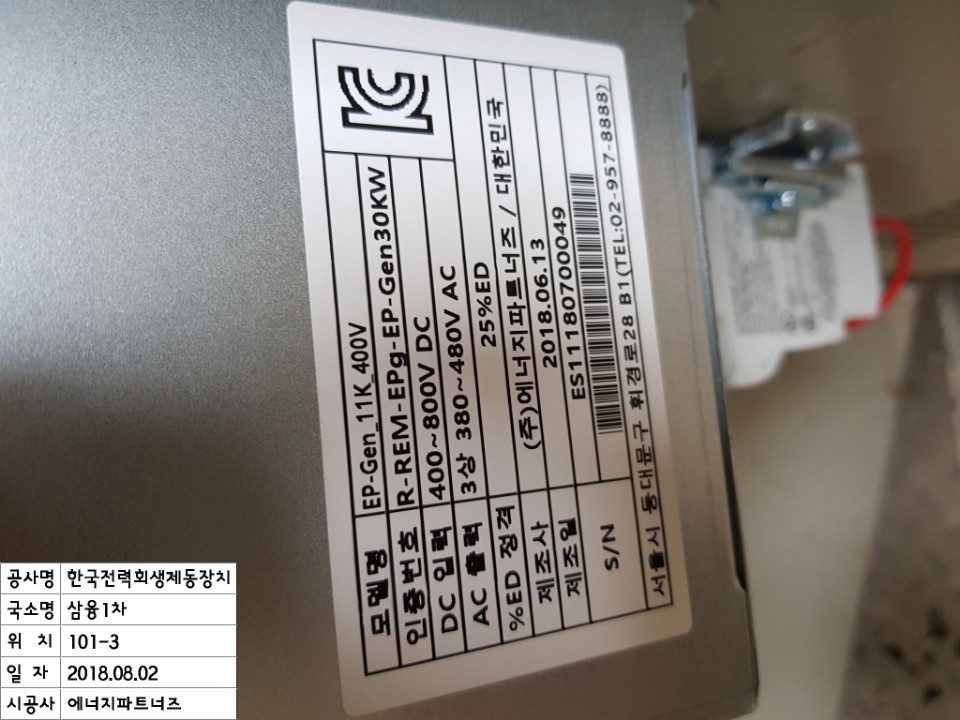 모델명 EP-Gen_11K_400V
인증번호 R-REM-EPg-EP-Gen30KW
DC 입력 400~800V DC
AC 출력 3상 380~480V AC
%ED 정격 25%ED
제조사 (주)에너지파트너즈 / 대한민국
제조일 2018.06.13
S/N ES11180700049
서울시 동대문구 휘경로28 B1(TEL:02-957-8888)
공사명 한국전력회생제동장치
국소명 삼융1차
위 치 101-3
일 자 2018.08.02
시공사 에너지파트너즈